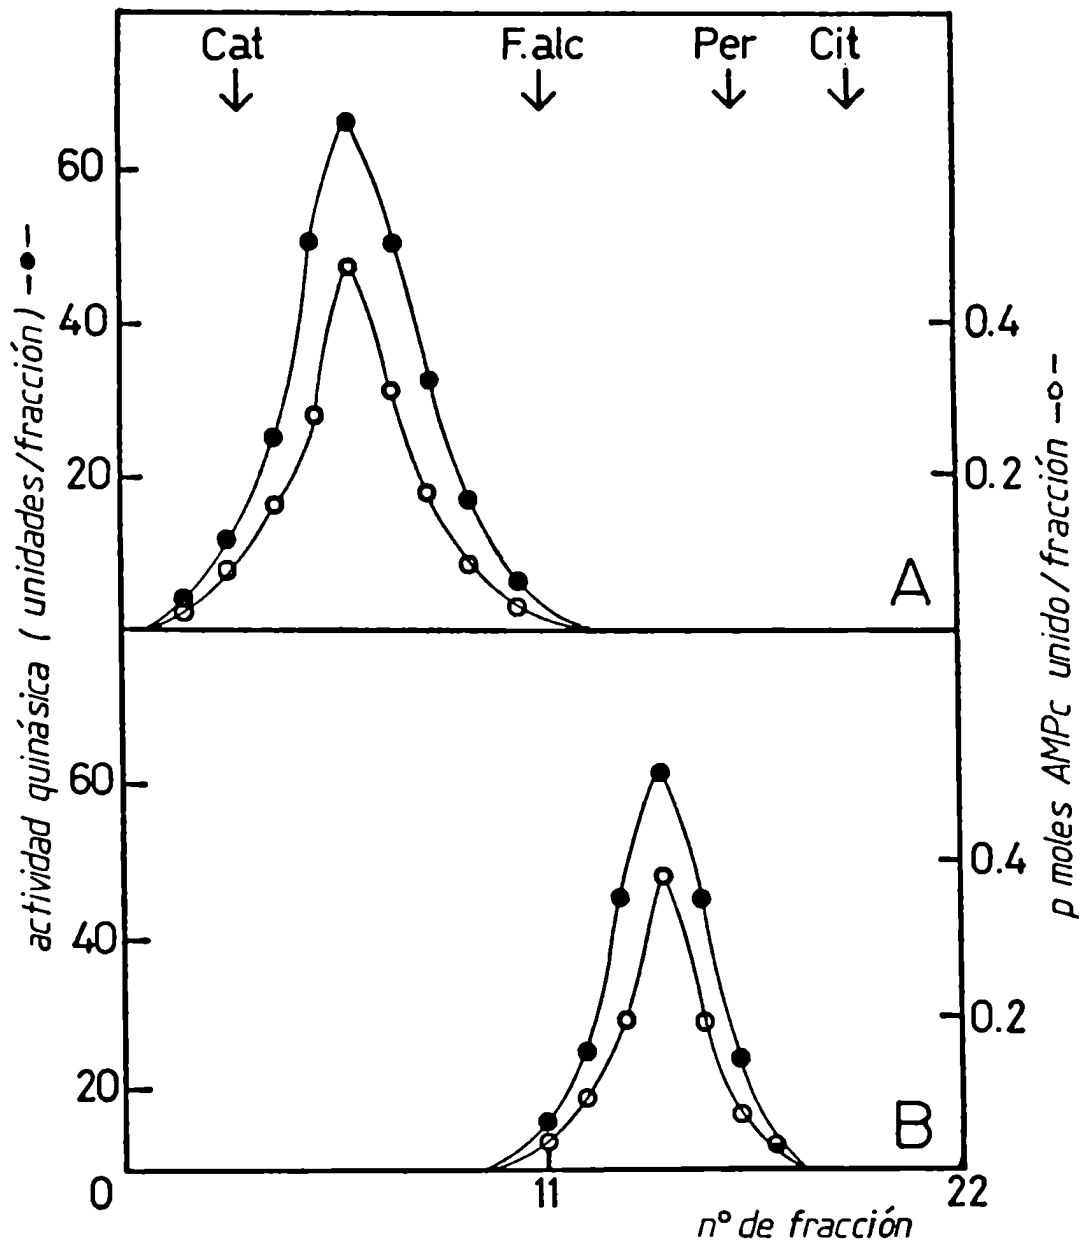 Cat F.alc Per Cit
60
40
20
0.4
0.2
A
60
40
20
0.4
0.2
B
0 11 22
nº de fracción
actividad quinásica ( unidades/fracción) -●-
p moles AMPc unido/fracción -○-